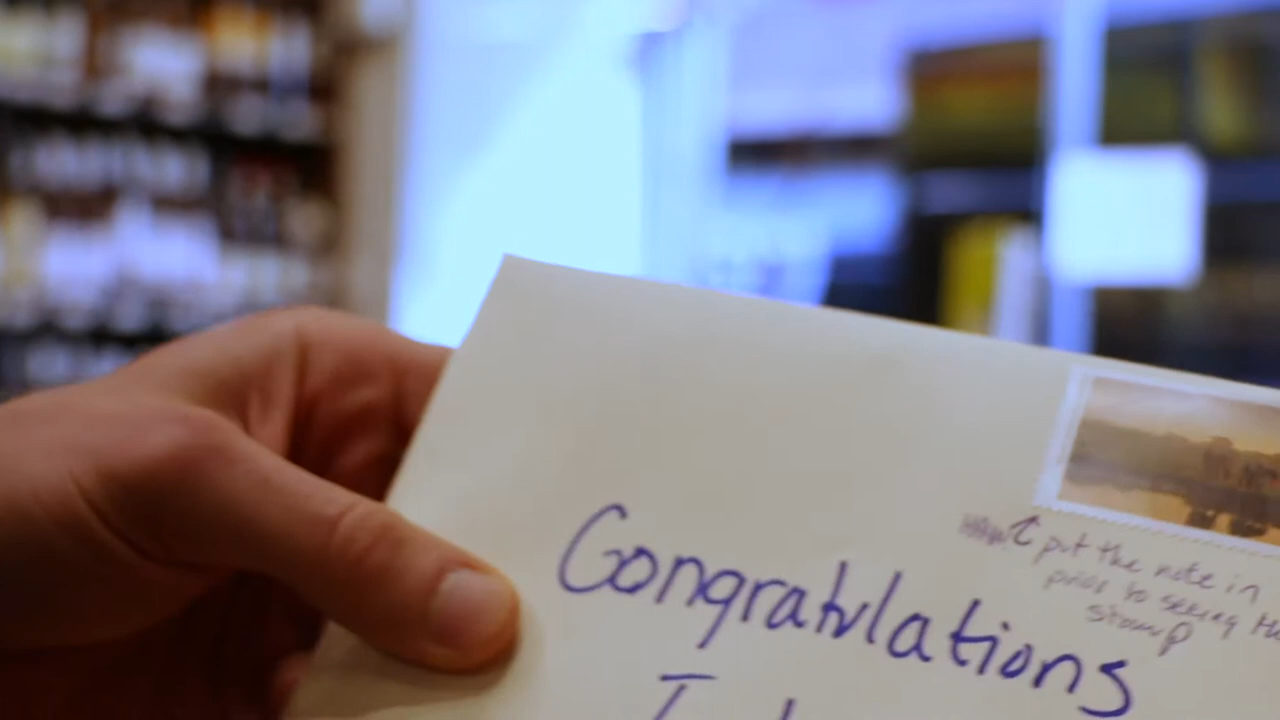 put the note in
prior to seeing the
stamp
Congratulations